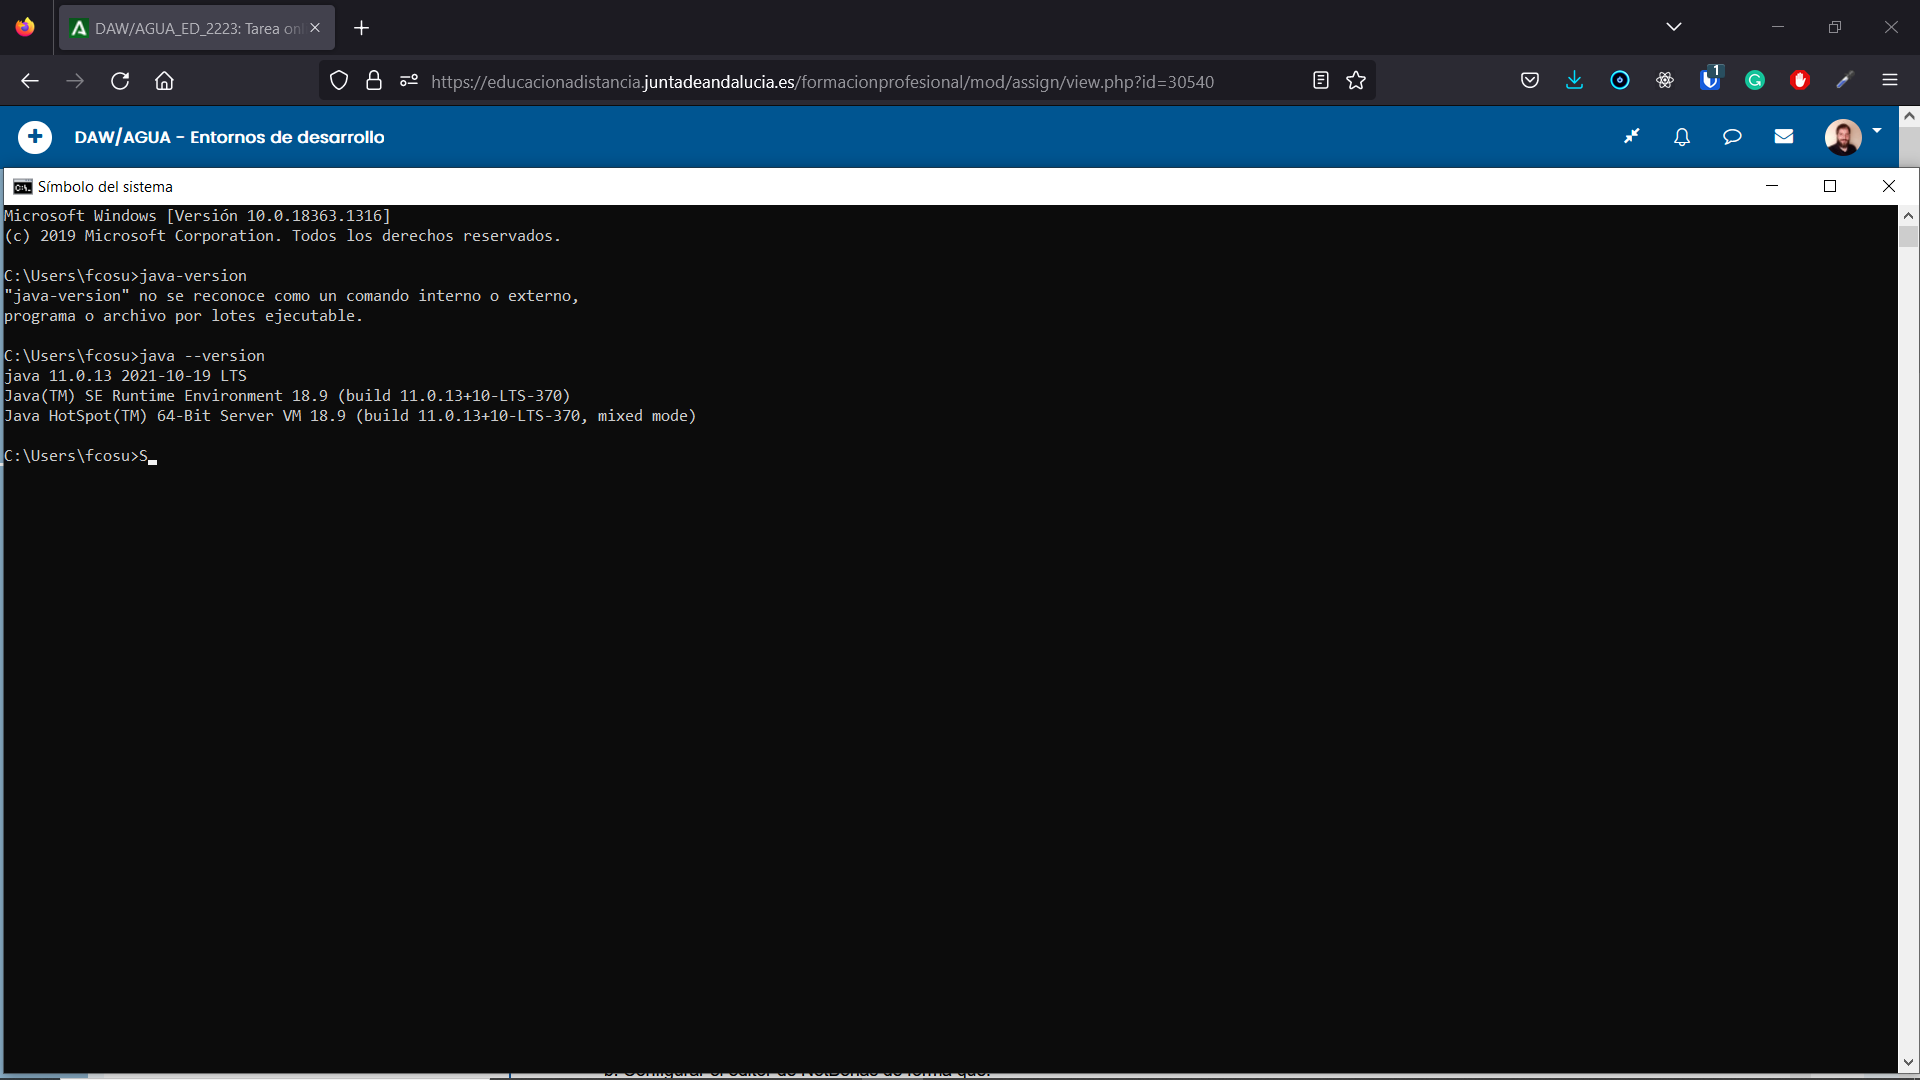 DAW/AGUA_ED_2223: Tarea onl
https://educacionadistancia.juntadeandalucia.es/formacionprofesional/mod/assign/view.php?id=30540
1
DAW/AGUA - Entornos de desarrollo
Símbolo del sistema
Microsoft Windows [Versión 10.0.18363.1316]
(c) 2019 Microsoft Corporation. Todos los derechos reservados.
C:\Users\fcosu>java-version
"java-version" no se reconoce como un comando interno o externo,
programa o archivo por lotes ejecutable.
C:\Users\fcosu>java --version
java 11.0.13 2021-10-19 LTS
Java(TM) SE Runtime Environment 18.9 (build 11.0.13+10-LTS-370)
Java HotSpot(TM) 64-Bit Server VM 18.9 (build 11.0.13+10-LTS-370, mixed mode)
C:\Users\fcosu>S